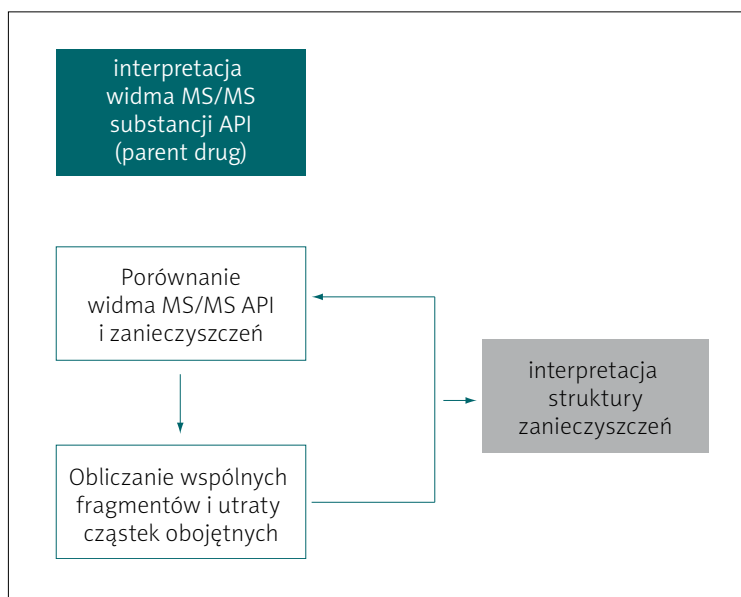 interpretacja
widma MS/MS
substancji API
(parent drug)
Porównanie
widma MS/MS API
i zanieczyszczeń
Obliczanie wspólnych
fragmentów i utraty
cząstek obojętnych
interpretacja
struktury
zanieczyszczeń